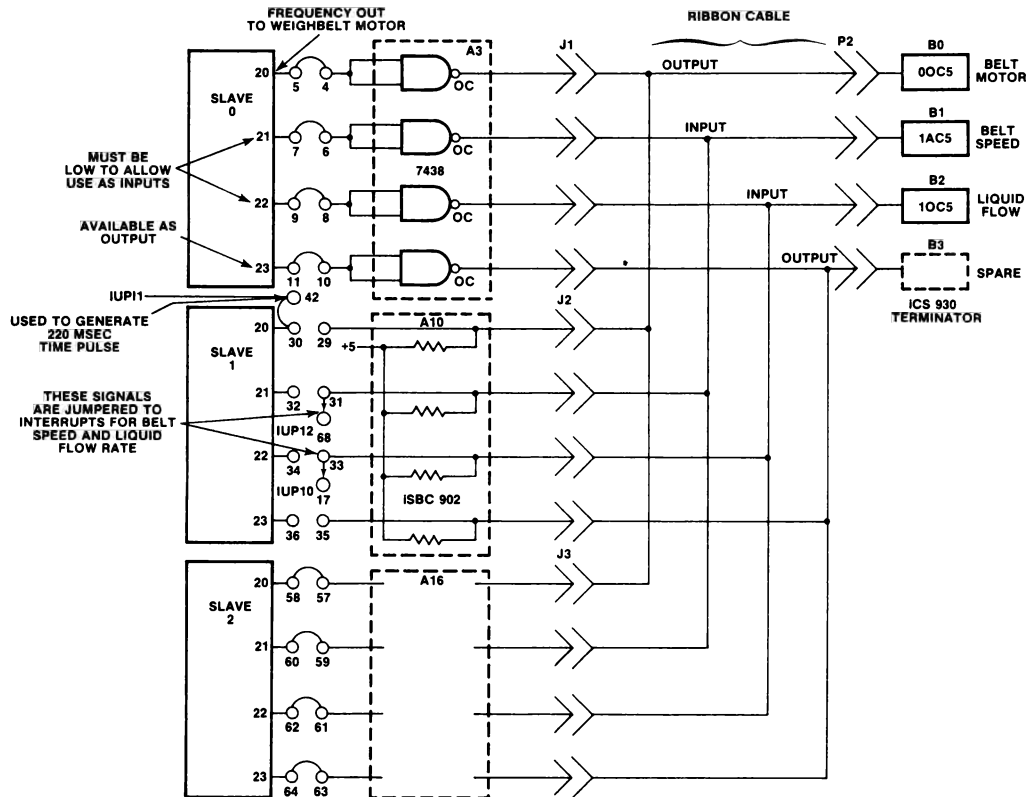 FREQUENCY OUT
TO WEIGHBELT MOTOR
RIBBON CABLE
A3
J1
P2
B0
20
5
4
OC
OUTPUT
0OC5
BELT
MOTOR
SLAVE
0
B1
21
7
6
OC
INPUT
1AC5
BELT
SPEED
7438
MUST BE
LOW TO ALLOW
USE AS INPUTS
B2
22
9
8
OC
INPUT
1OC5
LIQUID
FLOW
AVAILABLE AS
OUTPUT
B3
23
11
10
OC
OUTPUT
SPARE
IUPI1
42
J2
ICS 930
TERMINATOR
USED TO GENERATE
220 MSEC
TIME PULSE
20
30
29
A10
+5
SLAVE
1
21
32
31
THESE SIGNALS
ARE JUMPERED TO
INTERRUPTS FOR BELT
SPEED AND LIQUID
FLOW RATE
IUP12
68
22
34
33
IUP10
17
iSBC 902
23
36
35
J3
20
58
57
A16
SLAVE
2
21
60
59
22
62
61
23
64
63